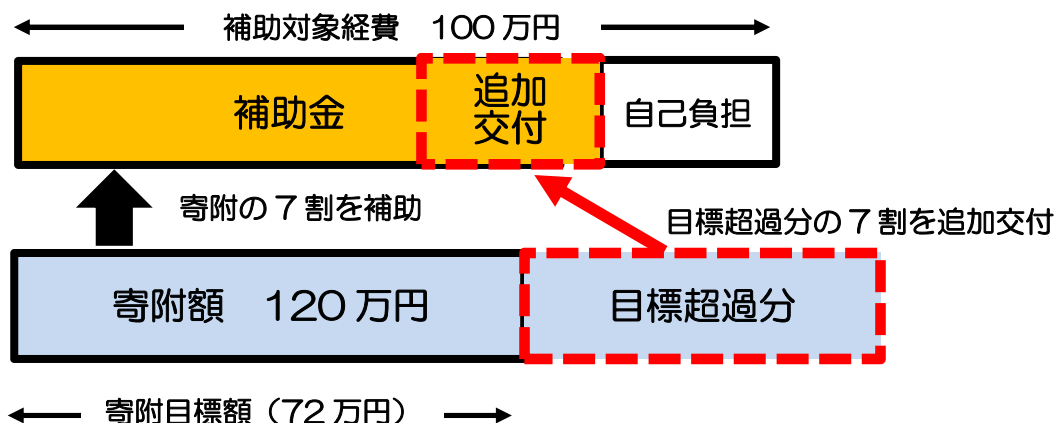 補助対象経費　100万円
補助金
追加
交付
自己負担
寄附の7割を補助
目標超過分の7割を追加交付
寄附額　120万円
目標超過分
寄附目標額（72万円）